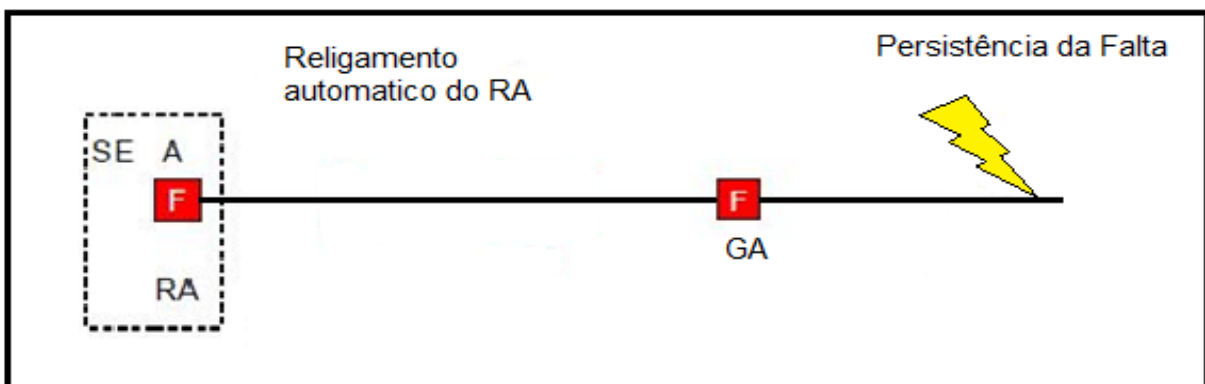 Religamento
automatico do RA
Persistência da Falta
SE A
F
RA
F
GA